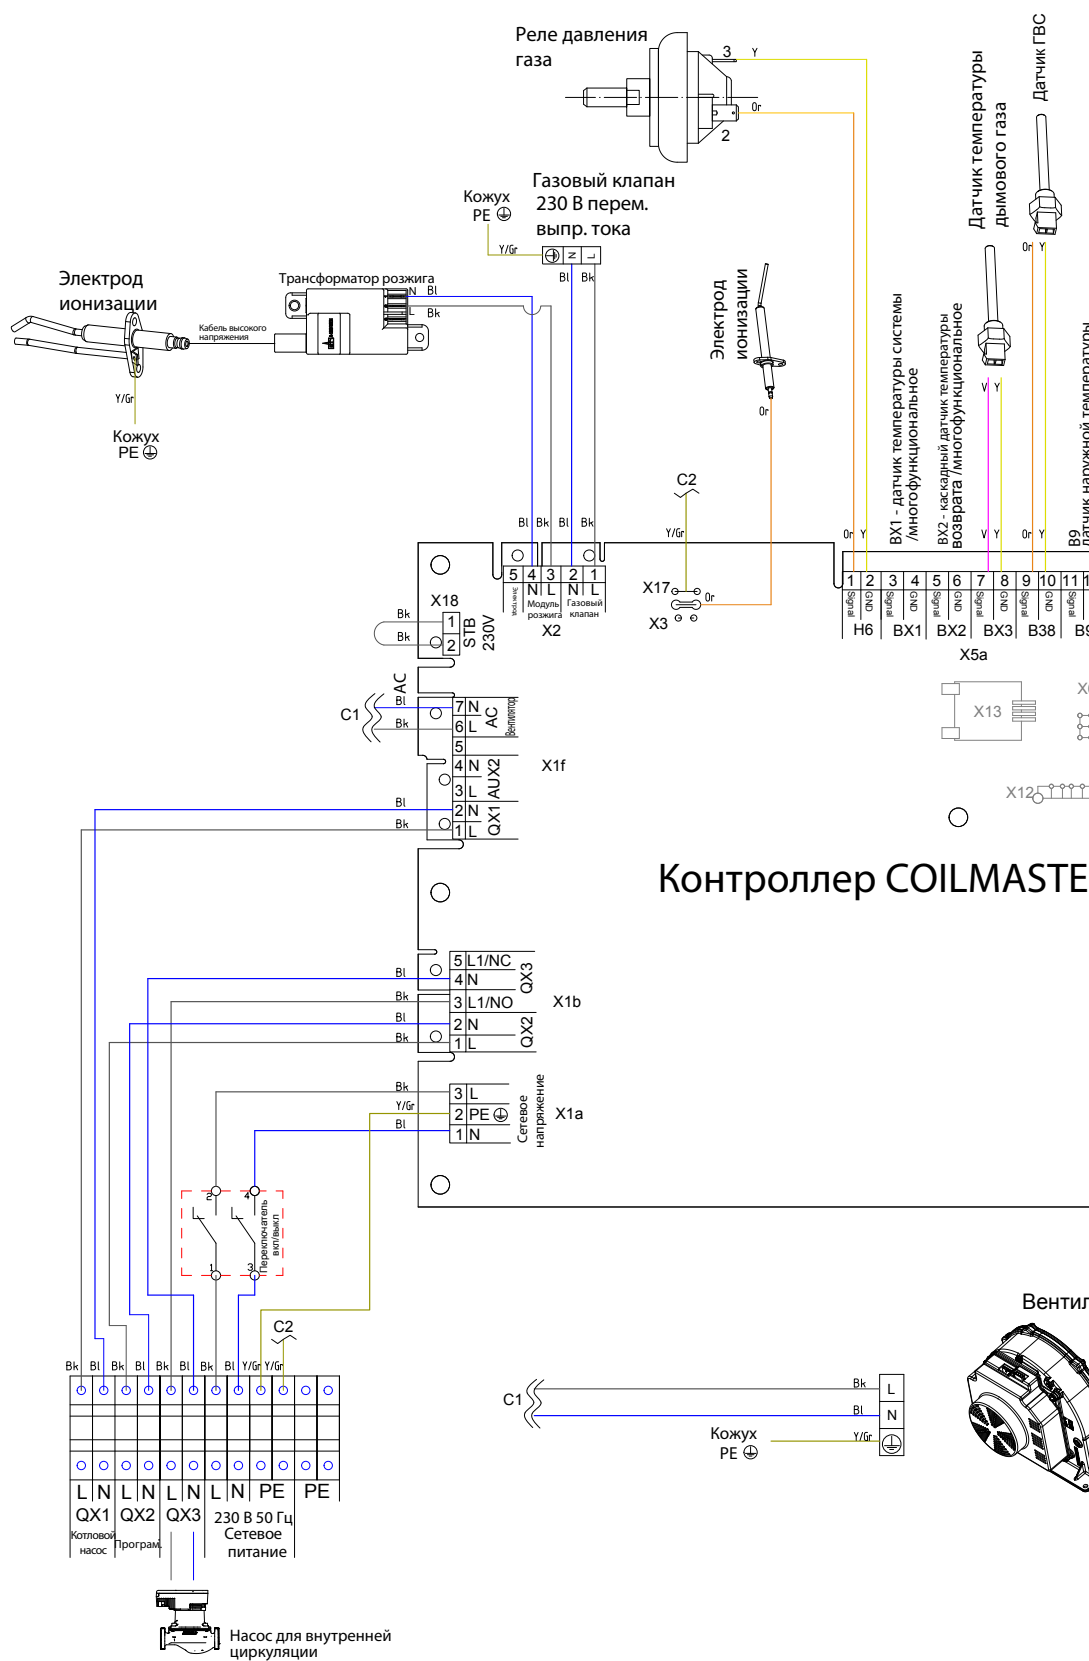 Реле давления
газа
3
Y
Or
2
Датчик температуры
дымового газа
Датчик ГВС
Газовый клапан
230 В перем.
выпр. тока
Кожух
PE
Y/Gr
N
L
Bl
Bk
Электрод
ионизации
Трансформатор розжига
N
Bl
L
Bk
Кабель высокого
напряжения
Y/Gr
Кожух
PE
Электрод
ионизации
Or
Or
Y
V
Y
BX1 - датчик температуры системы
/многофункциональное
BX2 - каскадный датчик температуры
возврата /многофункциональное
B9
датчик наружной температуры
C2
Y/Gr
Bl
Bk
Bl
Bk
Or
Y
V
Y
Or
Y
5
4
3
2
1
N
L
N
L
Модуль
розжига
Газовый
клапан
X2
X17
Or
X3
1
2
3
4
5
6
7
8
9
10
11
Signal
GND
Signal
GND
Signal
GND
Signal
GND
Signal
GND
Signal
H6
BX1
BX2
BX3
B38
X5a
X13
X12
X18
Bk
1
Bk
2
STB
230V
AC
C1
Bl
7
N
Bk
6
L
AC
Вентилятор
5
4
N
3
L
AUX2
X1f
Bl
2
N
Bk
1
L
QX1
Контроллер COILMASTE
5
L1/NC
Bl
4
N
QX3
Bk
3
L1/NO
X1b
Bl
2
N
Bk
1
L
QX2
Bk
3
L
Y/Gr
2
PE
Bl
1
N
Сетевое
напряжение
X1a
2
4
Переключатель
вкл/выкл
1
3
C2
Bk
Bl
Bk
Bl
Bk
Bl
Bk
Bl
Y/Gr
Y/Gr
L
N
L
N
L
N
L
N
PE
PE
QX1
QX2
QX3
230 В 50 Гц
Сетевое
питание
Котловой
насос
Програм.
Насос для внутренней
циркуляции
Вентил
C1
Bk
L
Bl
N
Кожух
PE
Y/Gr